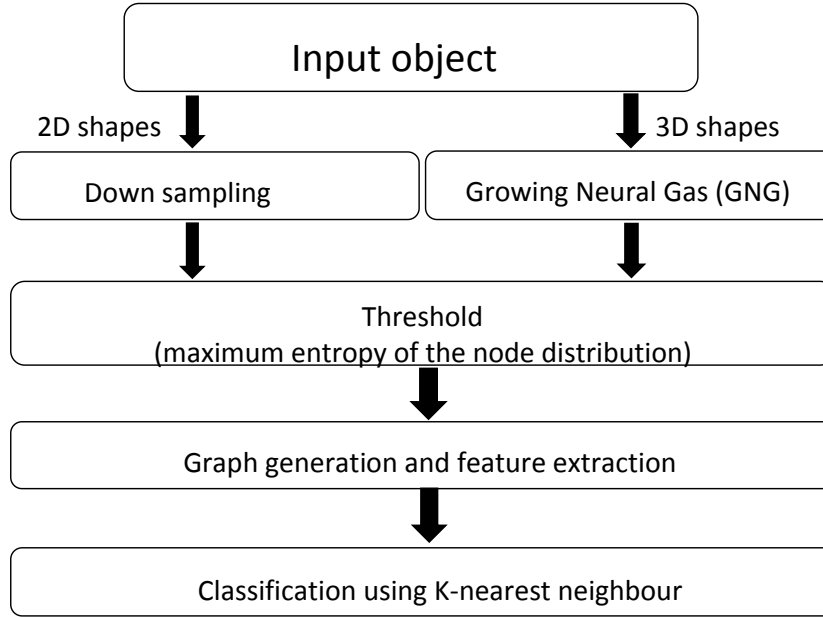 Input object
2D shapes
3D shapes
Down sampling
Growing Neural Gas (GNG)
Threshold
(maximum entropy of the node distribution)
Graph generation and feature extraction
Classification using K-nearest neighbour